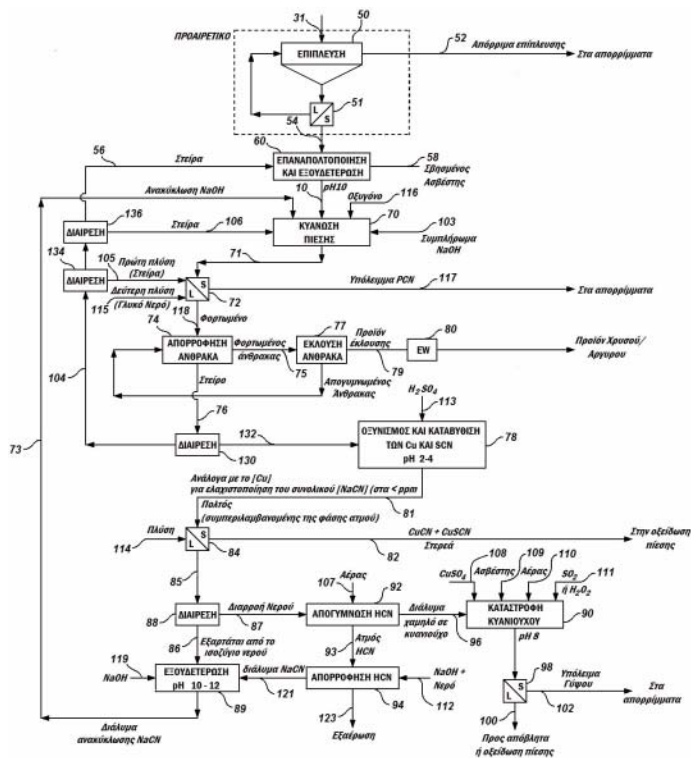 31
50
ΠΡΟΑΙΡΕΤΙΚΟ
ΕΠΙΠΛΕΥΣΗ
52
Απόρριμα επίπλευσης
Στα απορρίμματα
L
S
51
54
60
56
Στείρα
ΕΠΑΝΑΠΟΛΤΟΠΟΙΗΣΗ
ΚΑΙ ΕΞΟΥΔΕΤΕΡΩΣΗ
58
Σβησμένος
Ασβέστης
Ανακύκλωση NaOH
10
pH10
Οξυγόνο
116
136
ΔΙΑΙΡΕΣΗ
Στείρα
106
ΚΥΑΝΩΣΗ
ΠΙΕΣΗΣ
70
103
Συμπλήρωμα
NaOH
134
ΔΙΑΙΡΕΣΗ
105
Πρώτη πλύση
(Στείρα)
71
L
S
72
Υπόλειμμα PCN
117
Στα απορρίμματα
Δεύτερη πλύση
115
(Γλυκό Νερό)
118
Φορτωμένο
74
ΑΠΟΡΡΟΦΗΣΗ
ΑΝΘΡΑΚΑ
Φορτωμένος
άνθρακας
75
77
ΕΚΛΟΥΣΗ
ΑΝΘΡΑΚΑ
Προϊόν
έκλουσης
79
80
EW
Προϊόν Χρυσού/
Αργυρου
104
Στείρο
Απογυμνωμένος
Άνθρακας
76
73
H2SO4
113
ΔΙΑΙΡΕΣΗ
130
132
ΟΞΥΝΙΣΜΟΣ ΚΑΙ ΚΑΤΑΒΥΘΙΣΗ
ΤΩΝ Cu ΚΑΙ SCN
pH 2-4
78
Ανάλογα με το [Cu]
για ελαχιστοποίηση του συνολικού [NaCN] (στα < ppm
Πολτός
(συμπεριλαμβανομένης της φάσης ατμού)
81
Πλύση
114
L
S
84
CuCN + CuSCN
82
Στερεά
Στην οξείδωση
πίεσης
85
Αέρας
107
92
108
CuSO4
109
Ασβέστης
110
Αέρας
SO2
ή H2O2
111
ΔΙΑΙΡΕΣΗ
88
Διαρροή Νερού
87
ΑΠΟΓΥΜΝΩΣΗ HCN
Διάλυμα
χαμηλό σε
κυανιούχο
96
ΚΑΤΑΣΤΡΟΦΗ
ΚΥΑΝΙΟΥΧΟΥ
90
86
Εξαρτάται από το
ισοζύγιο νερού
93
Ατμός
HCN
pH 8
119
NaOH
ΕΞΟΥΔΕΤΕΡΩΣΗ
pH 10 - 12
89
διάλυμα NaCN
121
ΑΠΟΡΡΟΦΗΣΗ HCN
94
NaOH +
Νερό
112
L
S
98
Υπόλειμα
Γύψου
102
Στα
απορρίμματα
Διάλυμα
ανακύκλωσης NaCN
123
Εξαέρωση
100
Προς απόβλητα
ή οξείδωση πίεσης